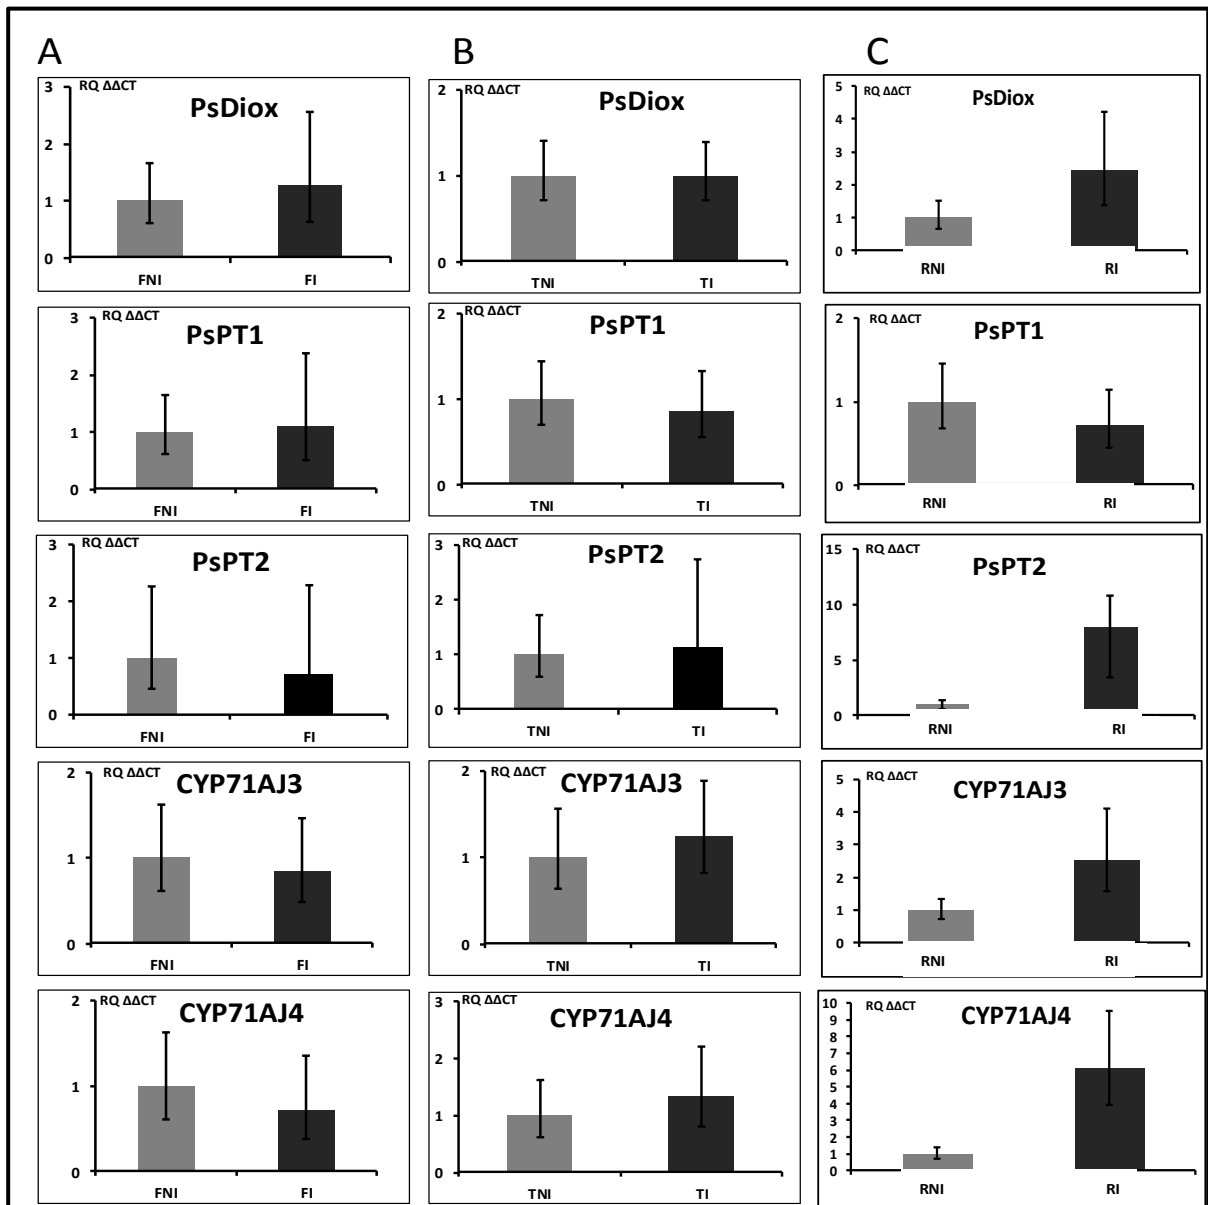 A
B
C
RQ ΔΔCT
PsDiox
3
2
1
0
FNI
FI
RQ ΔΔCT
PsDiox
2
1
0
TNI
TI
RQ ΔΔCT
PsDiox
5
4
3
2
1
0
RNI
RI
RQ ΔΔCT
PsPT1
3
2
1
0
FNI
FI
RQ ΔΔCT
PsPT1
2
1
0
TNI
TI
RQ ΔΔCT
PsPT1
2
1
0
RNI
RI
RQ ΔΔCT
PsPT2
3
2
1
0
FNI
FI
RQ ΔΔCT
PsPT2
3
2
1
0
TNI
TI
RQ ΔΔCT
PsPT2
15
10
5
0
RNI
RI
RQ ΔΔCT
CYP71AJ3
2
1
0
FNI
FI
RQ ΔΔCT
CYP71AJ3
2
1
0
TNI
TI
RQ ΔΔCT
CYP71AJ3
5
4
3
2
1
0
RNI
RI
RQ ΔΔCT
CYP71AJ4
2
1
0
FNI
FI
RQ ΔΔCT
CYP71AJ4
3
2
1
0
TNI
TI
RQ ΔΔCT
CYP71AJ4
10
9
8
7
6
5
4
3
2
1
0
RNI
RI